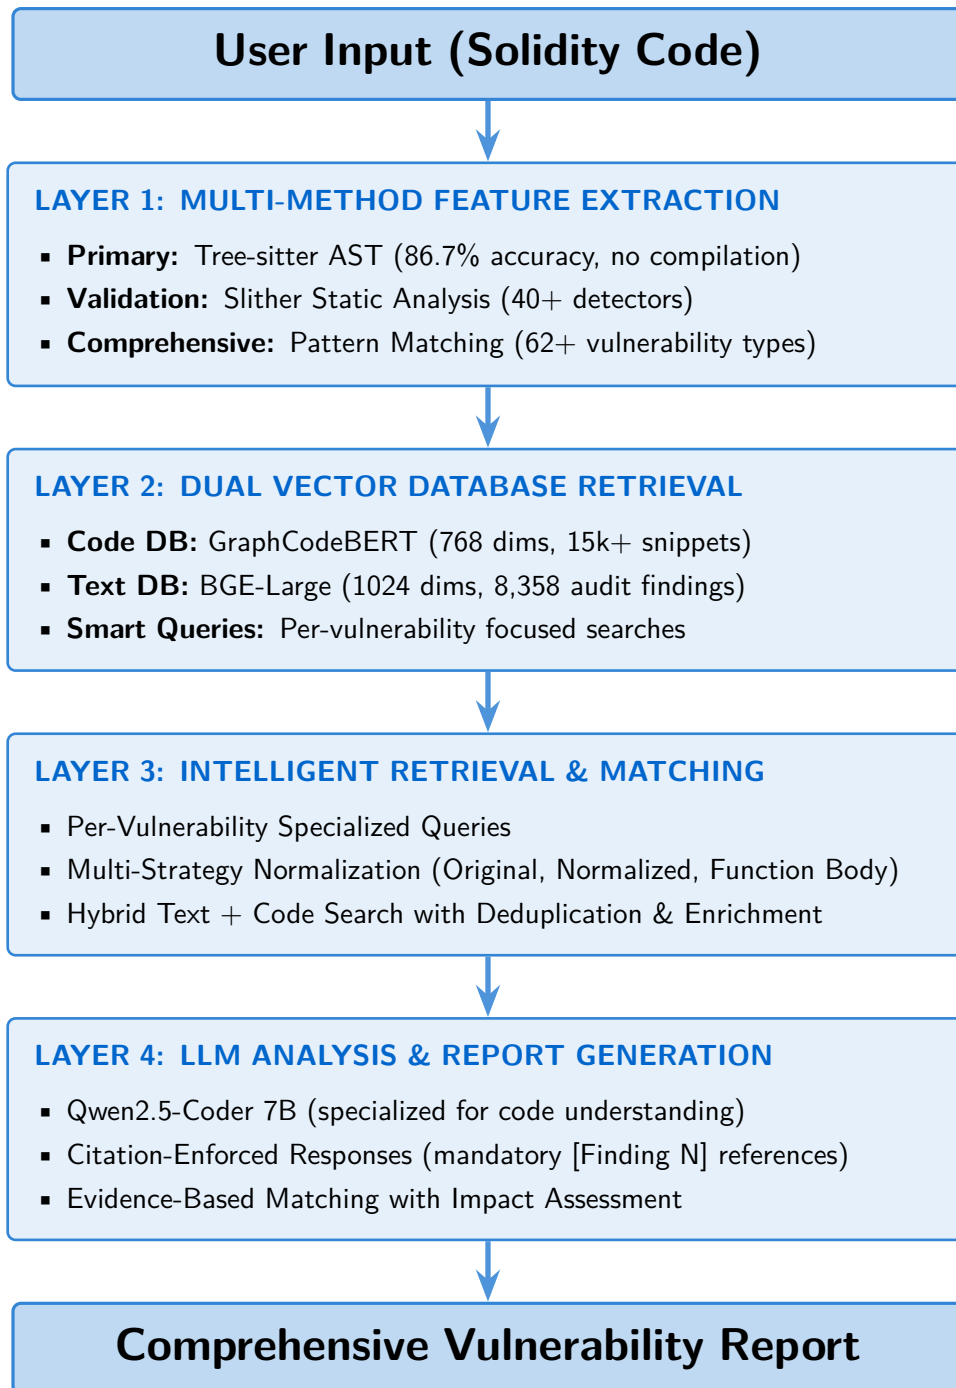 User Input (Solidity Code)
LAYER 1: MULTI-METHOD FEATURE EXTRACTION
▪ Primary: Tree-sitter AST (86.7% accuracy, no compilation)
▪ Validation: Slither Static Analysis (40+ detectors)
▪ Comprehensive: Pattern Matching (62+ vulnerability types)
LAYER 2: DUAL VECTOR DATABASE RETRIEVAL
▪ Code DB: GraphCodeBERT (768 dims, 15k+ snippets)
▪ Text DB: BGE-Large (1024 dims, 8,358 audit findings)
▪ Smart Queries: Per-vulnerability focused searches
LAYER 3: INTELLIGENT RETRIEVAL & MATCHING
▪ Per-Vulnerability Specialized Queries
▪ Multi-Strategy Normalization (Original, Normalized, Function Body)
▪ Hybrid Text + Code Search with Deduplication & Enrichment
LAYER 4: LLM ANALYSIS & REPORT GENERATION
▪ Qwen2.5-Coder 7B (specialized for code understanding)
▪ Citation-Enforced Responses (mandatory [Finding N] references)
▪ Evidence-Based Matching with Impact Assessment
Comprehensive Vulnerability Report